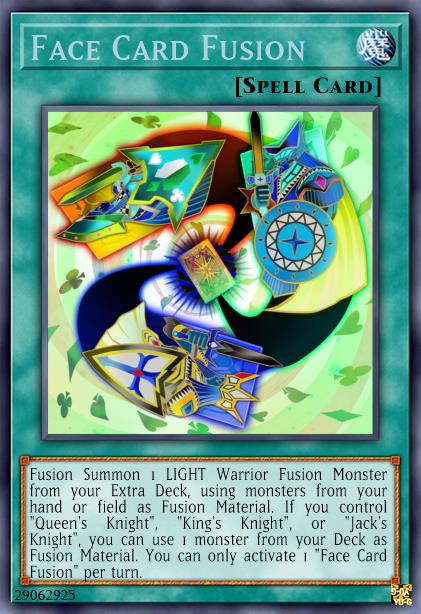 Face Card Fusion
魔
[Spell Card]
Fusion Summon 1 LIGHT Warrior Fusion Monster
from your Extra Deck, using monsters from your
hand or field as Fusion Material. If you control
"Queen's Knight", "King's Knight", or "Jack's
Knight", you can use 1 monster from your Deck as
Fusion Material. You can only activate 1 "Face Card
Fusion" per turn.
29062925